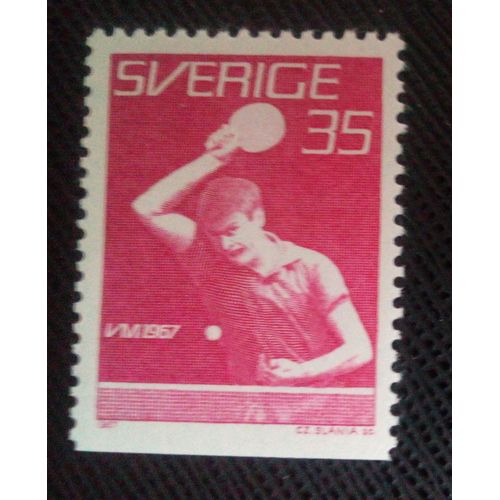 SVERIGE
35
VM 1967
CZ. SLANIA SC